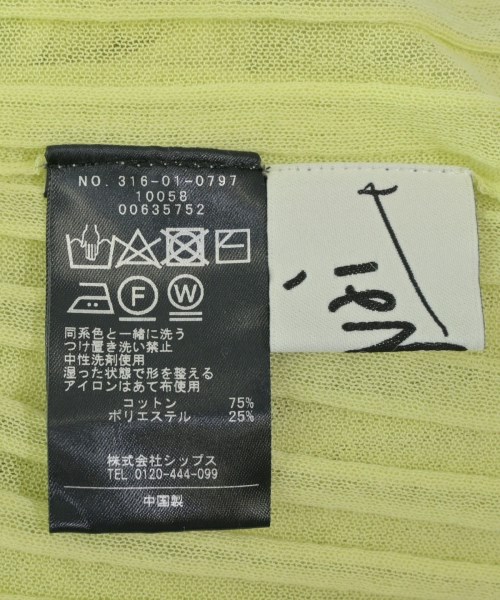 NO. 316-01-0797
10058
00635752
F W
同系色と一緒に洗う
つけ置き洗い禁止
中性洗剤使用
湿った状態で形を整える
アイロンはあて布使用
コットン 75%
ポリエステル 25%
株式会社シップス
TEL 0120-444-099
中国製